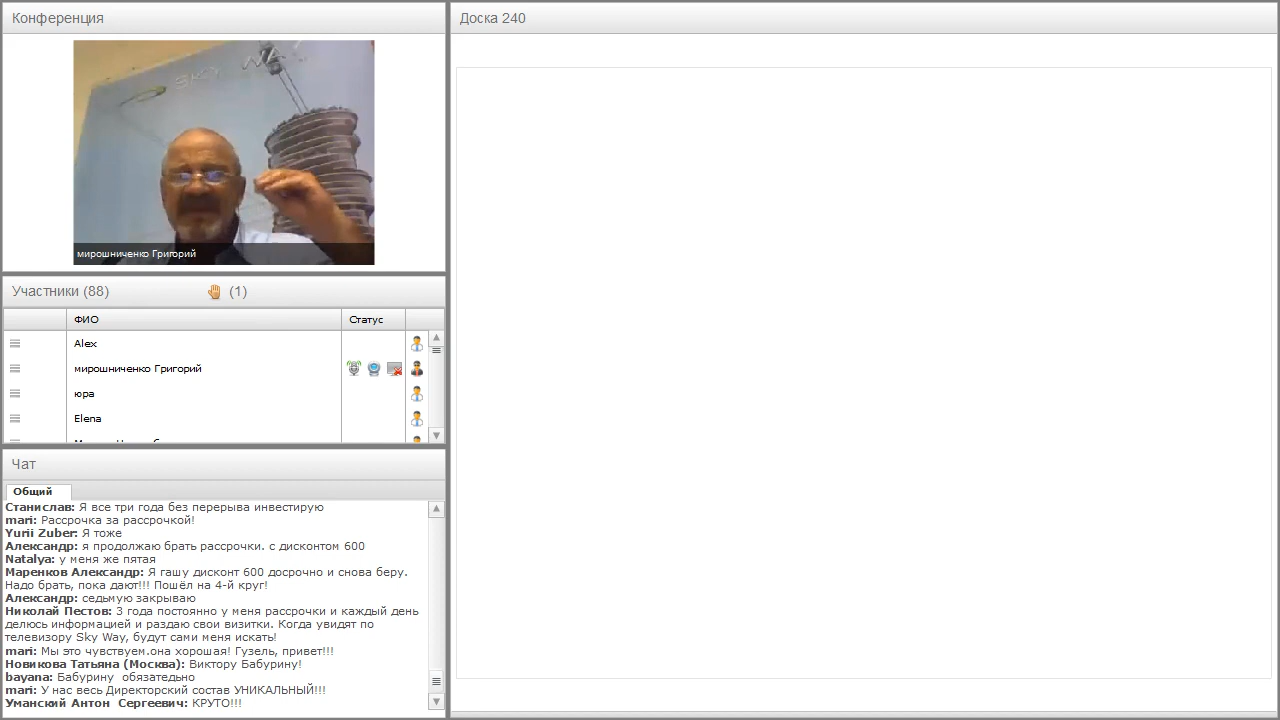 Конференция
SKY WAY
мирошниченко Григорий
Участники (88)
(1)
ФИО
Статус
Alex
мирошниченко Григорий
юра
Elena
Чат
Общий
Станислав: Я все три года без перерыва инвестирую
mari: Рассрочка за рассрочкой!
Yurii Zuber: Я тоже
Александр: я продолжаю брать рассрочки. с дисконтом 600
Natalya: у меня же пятая
Маренков Александр: Я гашу дисконт 600 досрочно и снова беру.
Надо брать, пока дают!!! Пошёл на 4-й круг!
Александр: седьмую закрываю
Николай Пестов: 3 года постоянно у меня рассрочки и каждый день
делюсь информацией и раздаю свои визитки. Когда увидят по
телевизору Sky Way, будут сами меня искать!
mari: Мы это чувствуем.она хорошая! Гузель, привет!!!
Новикова Татьяна (Москва): Виктору Бабурину!
bayana: Бабурину обязатедьно
mari: У нас весь Директорский состав УНИКАЛЬНЫЙ!!!
Уманский Антон Сергеевич: КРУТО!!!
Доска 240